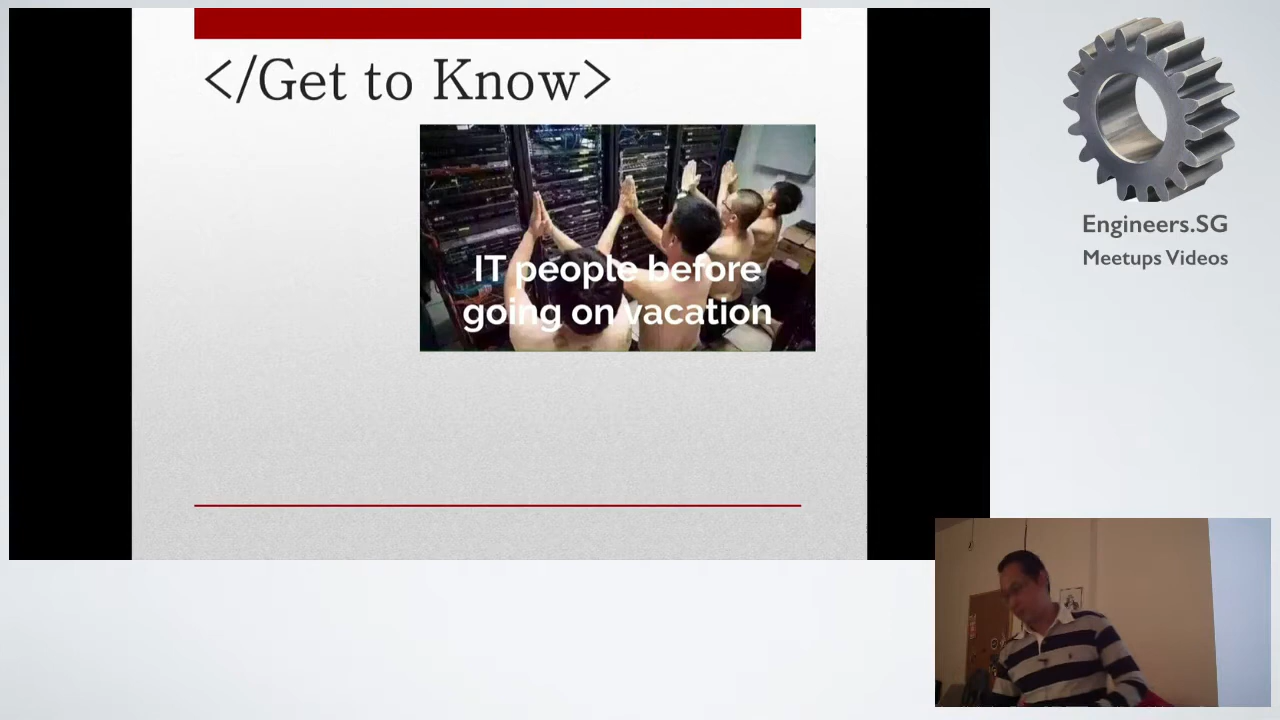 </Get to Know>
IT people before
going on vacation
Engineers.SG
Meetups Videos